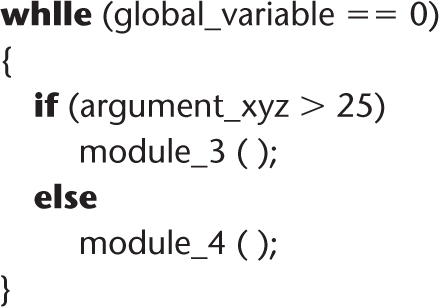 whlle (global_variable == 0)
{
if (argument_xyz > 25)
module_3 ( );
else
module_4 ( );
}